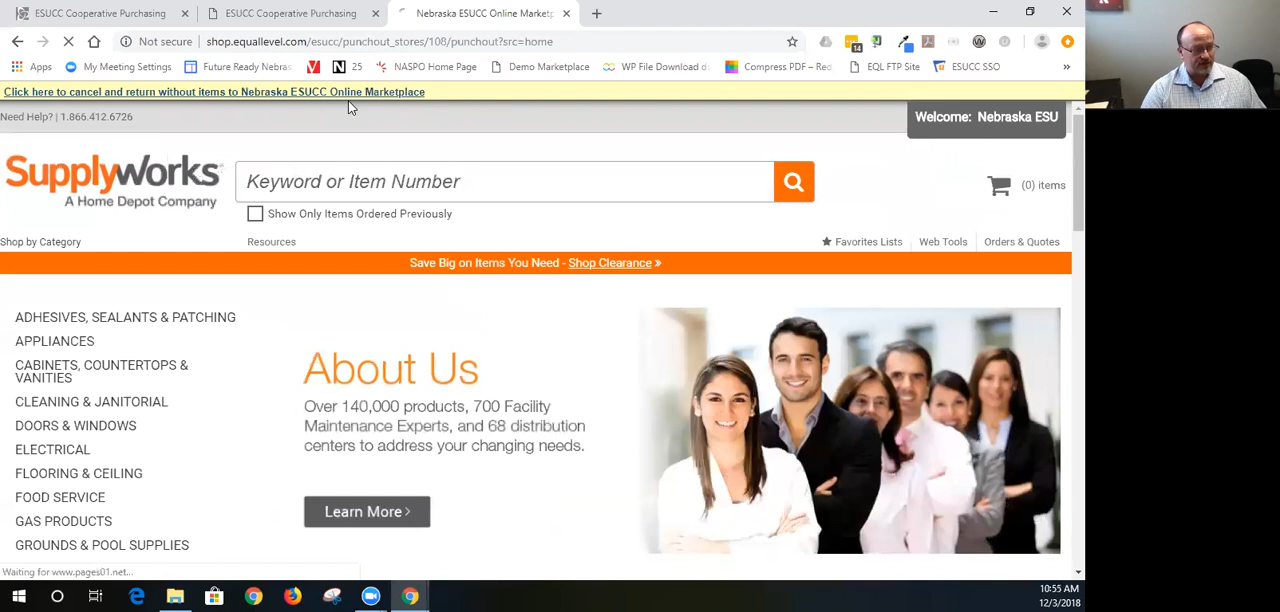 ESUCC Cooperative Purchasing
ESUCC Cooperative Purchasing
Nebraska ESUCC Online Marketp
Not secure
shop.equallevel.com/esucc/punchout_stores/108/punchout?src=home
14
Apps
My Meeting Settings
Future Ready Nebras
25
NASPO Home Page
Demo Marketplace
WP File Download d
Compress PDF – Red
EQL FTP Site
ESUCC SSO
Click here to cancel and return without items to Nebraska ESUCC Online Marketplace
Need Help? | 1.866.412.6726
Welcome: Nebraska ESU
Supplyworks
A Home Depot Company
Keyword or Item Number
(0) items
Show Only Items Ordered Previously
Shop by Category
Resources
Favorites Lists
Web Tools
Orders & Quotes
Save Big on Items You Need - Shop Clearance »
ADHESIVES, SEALANTS & PATCHING
APPLIANCES
CABINETS, COUNTERTOPS &
VANITIES
CLEANING & JANITORIAL
DOORS & WINDOWS
ELECTRICAL
FLOORING & CEILING
FOOD SERVICE
GAS PRODUCTS
GROUNDS & POOL SUPPLIES
About Us
Over 140,000 products, 700 Facility
Maintenance Experts, and 68 distribution
centers to address your changing needs.
Learn More >
Waiting for www.pages01.net...
10:55 AM
12/3/2018